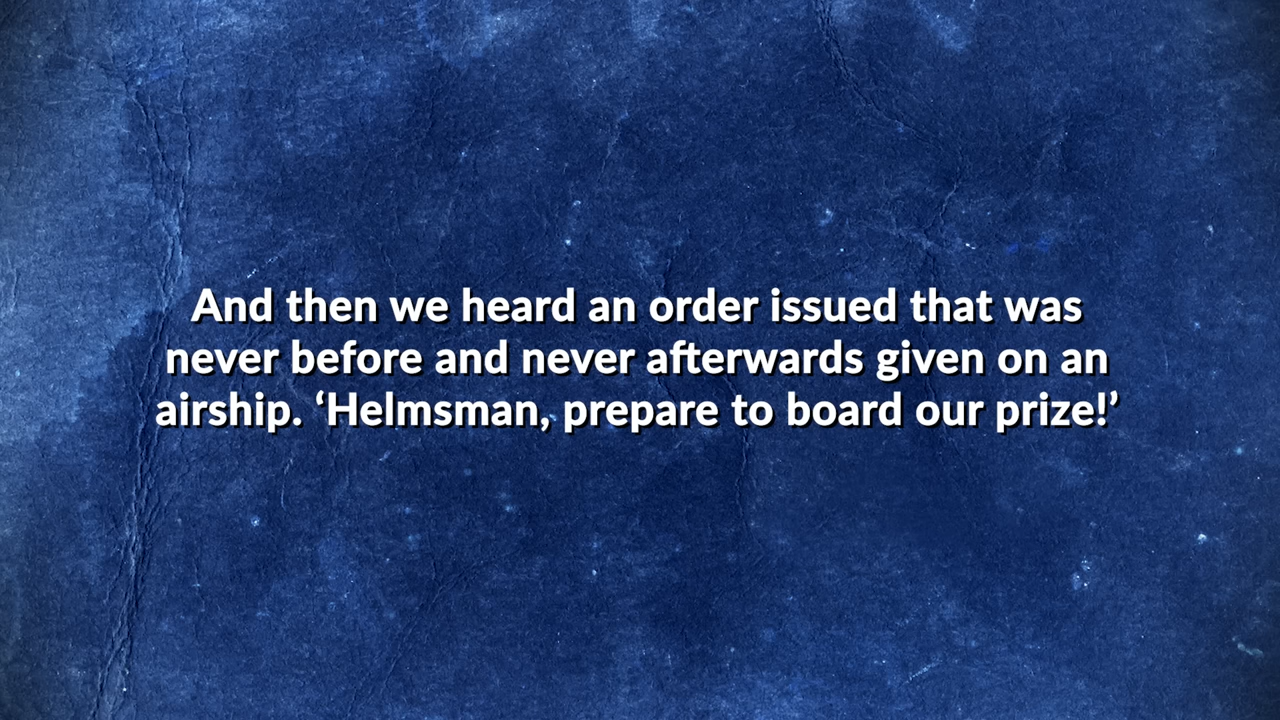 And then we heard an order issued that was
never before and never afterwards given on an
airship. ‘Helmsman, prepare to board our prize!’